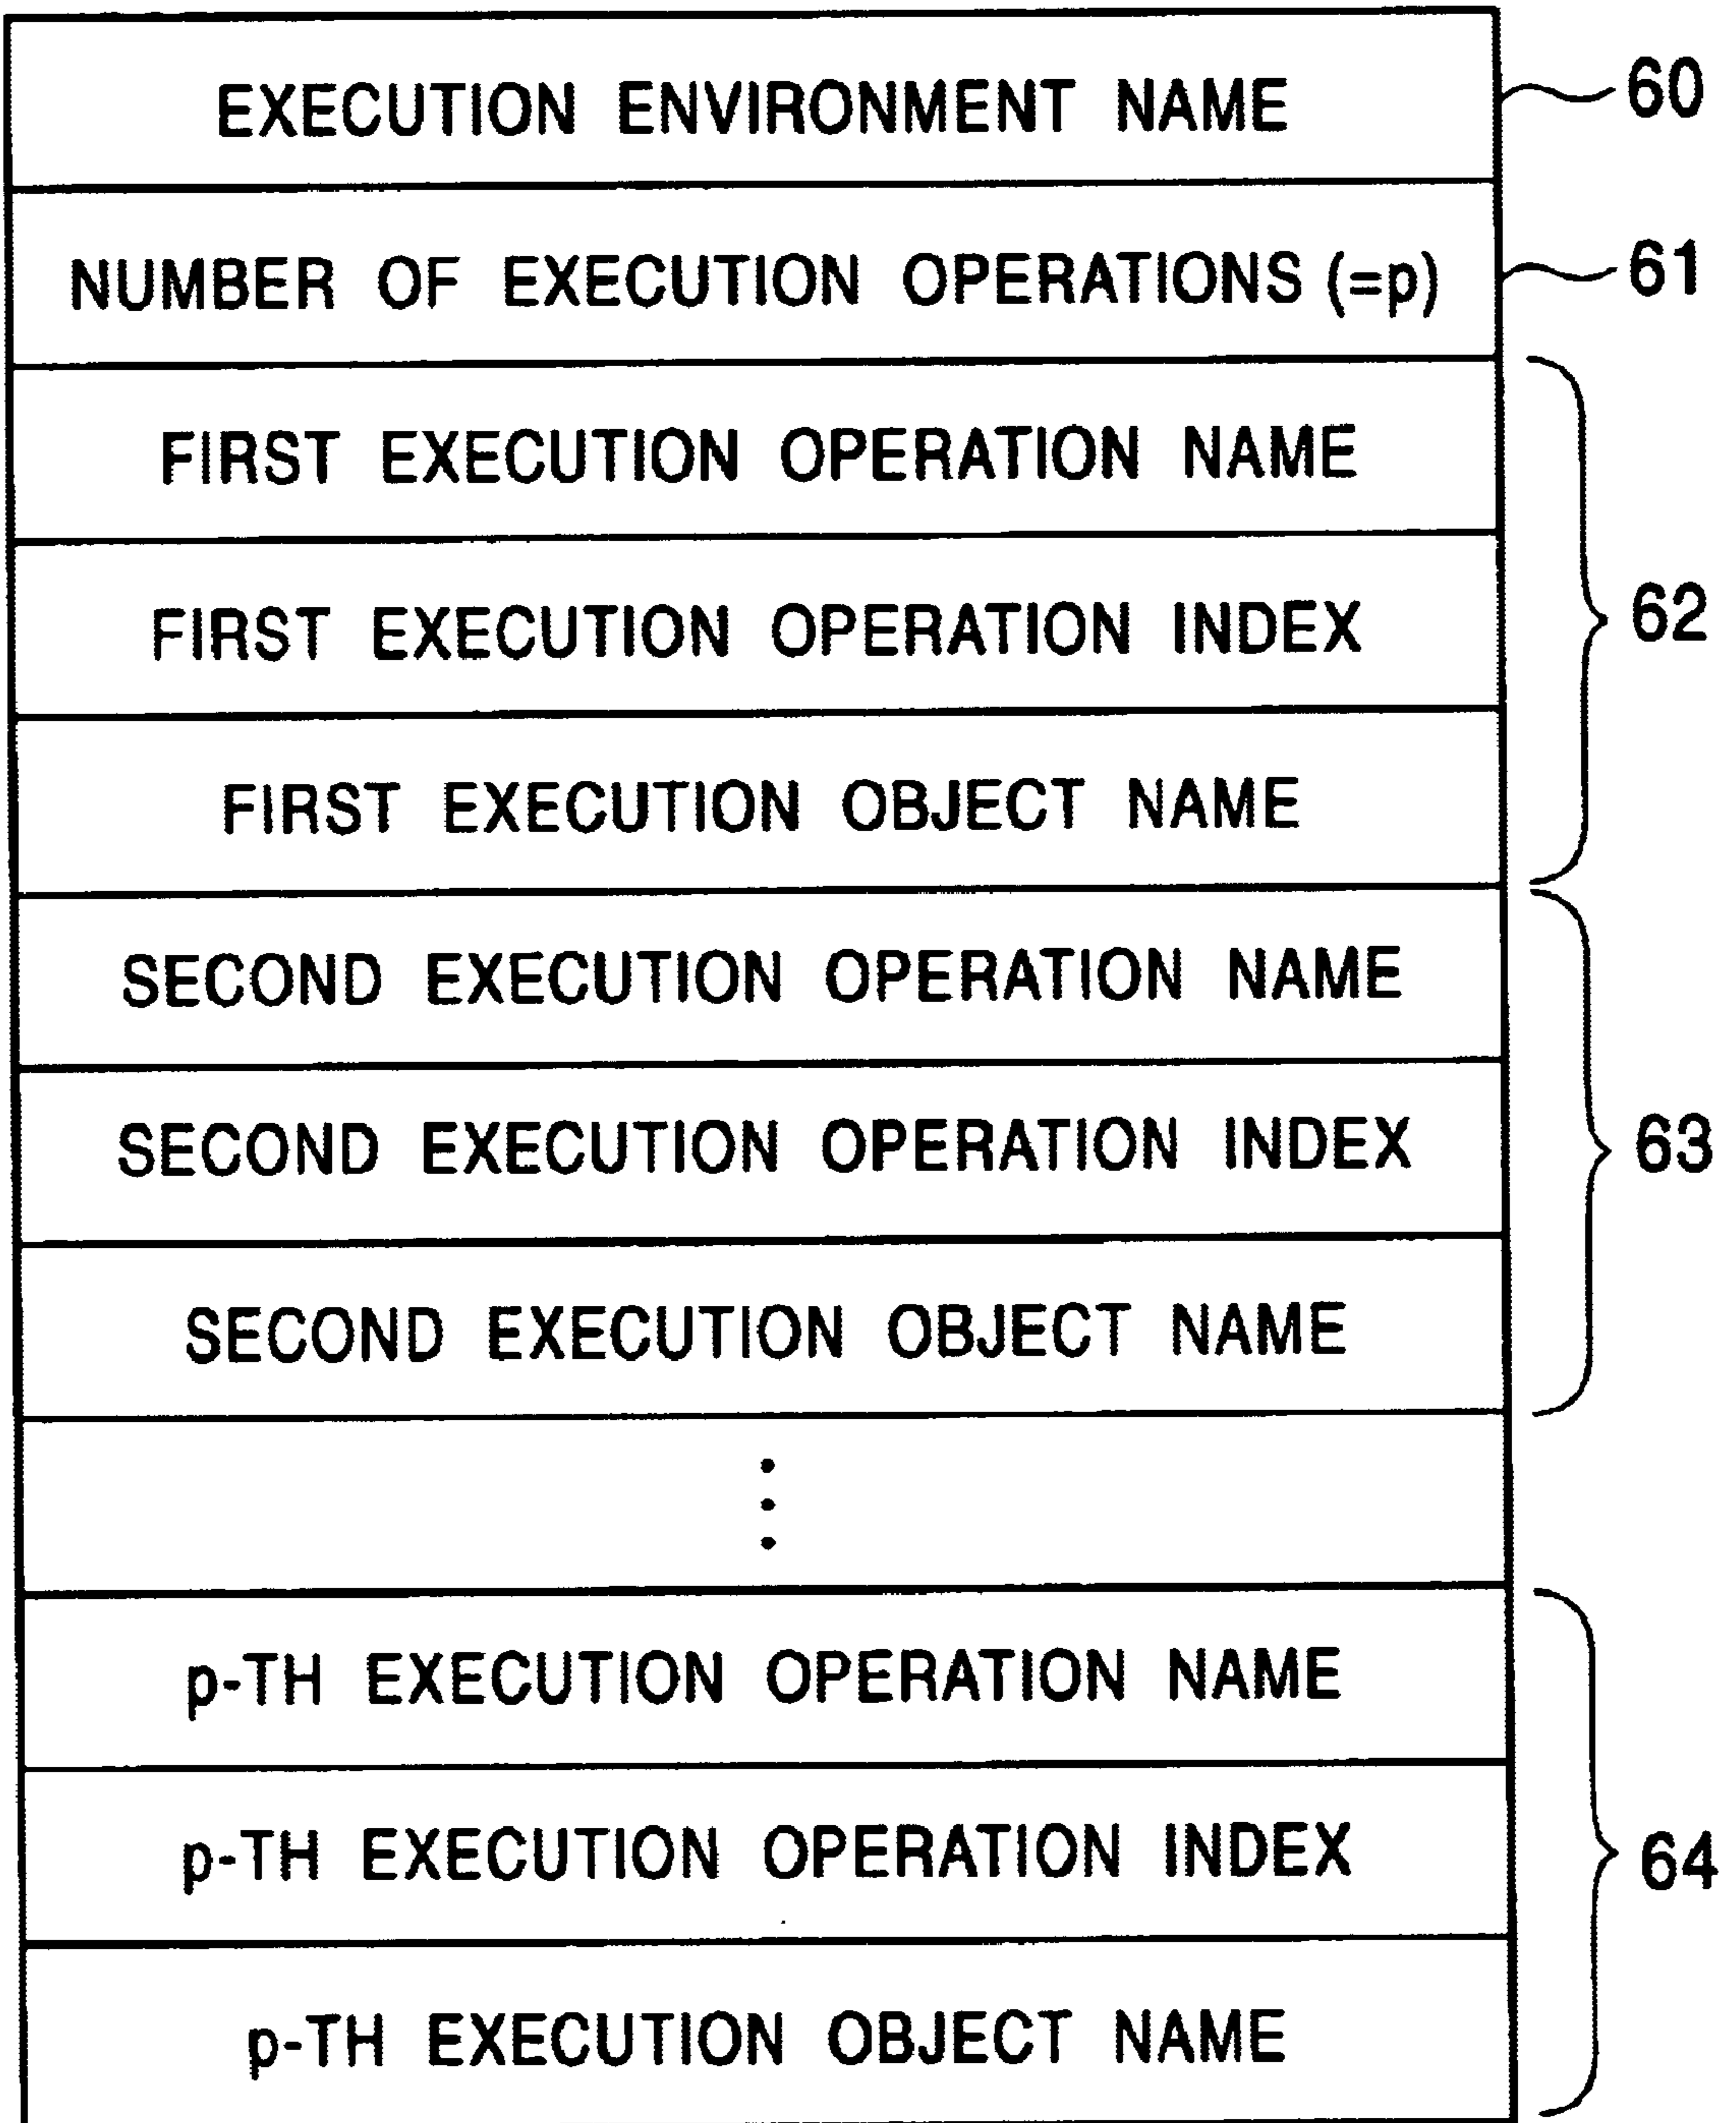 EXECUTION ENVIRONMENT NAME 60
NUMBER OF EXECUTION OPERATIONS (=p) 61
FIRST EXECUTION OPERATION NAME
FIRST EXECUTION OPERATION INDEX 62
FIRST EXECUTION OBJECT NAME
SECOND EXECUTION OPERATION NAME
SECOND EXECUTION OPERATION INDEX 63
SECOND EXECUTION OBJECT NAME
p-TH EXECUTION OPERATION NAME
p-TH EXECUTION OPERATION INDEX 64
p-TH EXECUTION OBJECT NAME